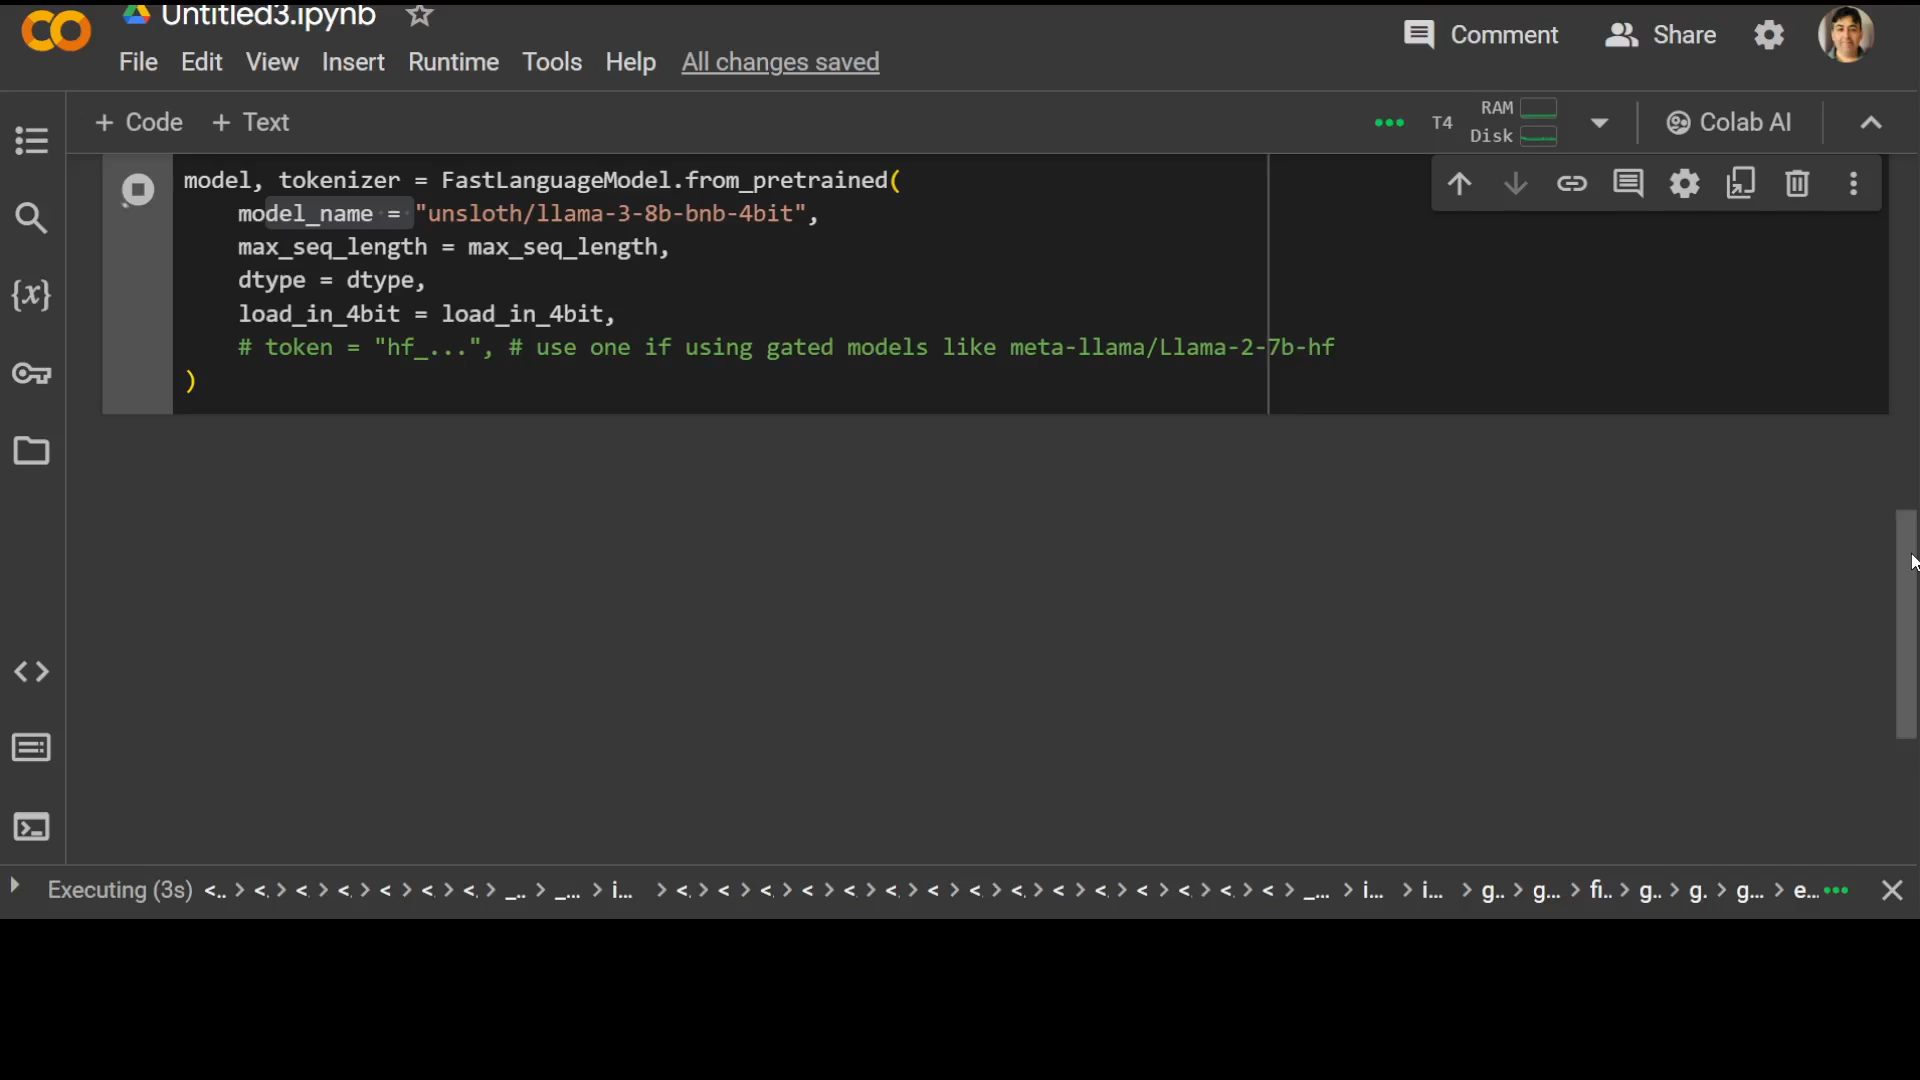 Untitled3.ipynb
File Edit View Insert Runtime Tools Help All changes saved
Comment Share
+ Code + Text
T4 RAM Disk Colab AI
{x}
model, tokenizer = FastLanguageModel.from_pretrained(
model_name = "unsloth/llama-3-8b-bnb-4bit",
max_seq_length = max_seq_length,
dtype = dtype,
load_in_4bit = load_in_4bit,
# token = "hf_...", # use one if using gated models like meta-llama/Llama-2-7b-hf
)
Executing (3s) <.. > <. > < > <. > < > < > <. > _.. > _... > i... > <. > < > <. > < > < > <. > < > < > <. > < > <. > < > < > <. > < > _... > i... > i... > g.. > g... > fi.. > g.. > g. > g... > e...